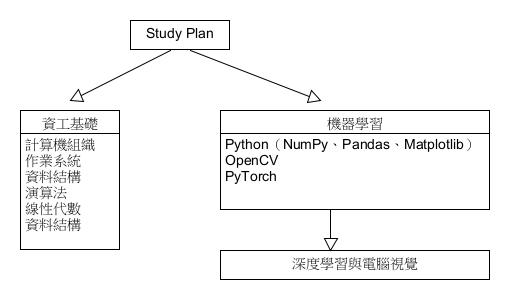 Study Plan
資工基礎
計算機組織
作業系統
資料結構
演算法
線性代數
資料結構
機器學習
Python（NumPy、Pandas、Matplotlib）
OpenCV
PyTorch
深度學習與電腦視覺